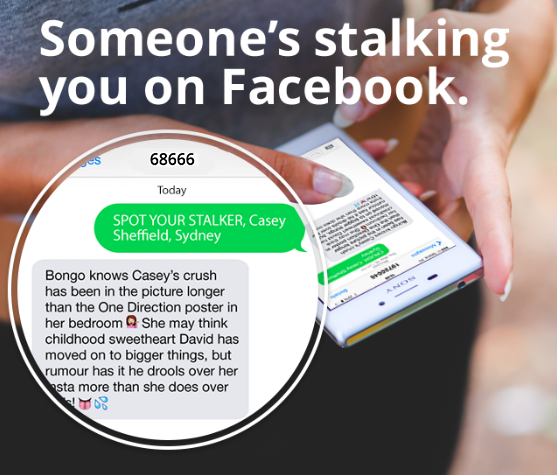 Someone's stalking
you on Facebook.
ges
68666
Today
SPOT YOUR STALKER, Casey
Sheffield, Sydney
Bongo knows Casey's crush
has been in the picture longer
than the One Direction poster in
her bedroom 💁 She may think
childhood sweetheart David has
moved on to bigger things, but
rumour has it he drools over her
insta more than she does over
👅💦
SONY